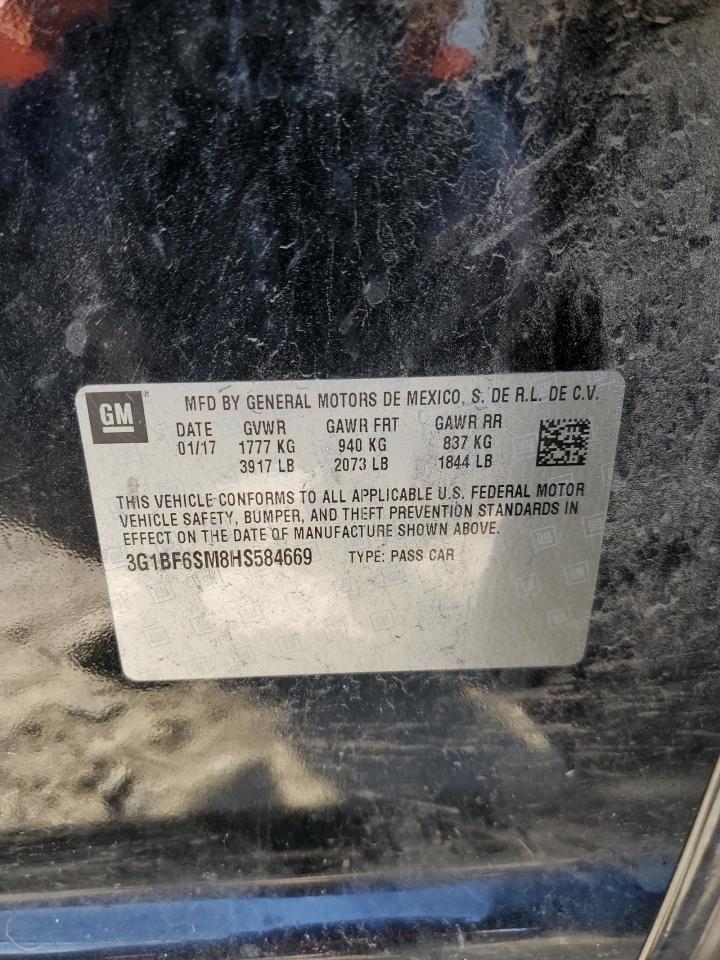 GM ® MFD BY GENERAL MOTORS DE MEXICO, S. DE R.L. DE C.V.
DATE GVWR GAWR FRT GAWR RR
01/17 1777 KG 940 KG 837 KG
3917 LB 2073 LB 1844 LB
THIS VEHICLE CONFORMS TO ALL APPLICABLE U.S. FEDERAL MOTOR
VEHICLE SAFETY, BUMPER, AND THEFT PREVENTION STANDARDS IN
EFFECT ON THE DATE OF MANUFACTURE SHOWN ABOVE.
3G1BF6SM8HS584669 TYPE: PASS CAR